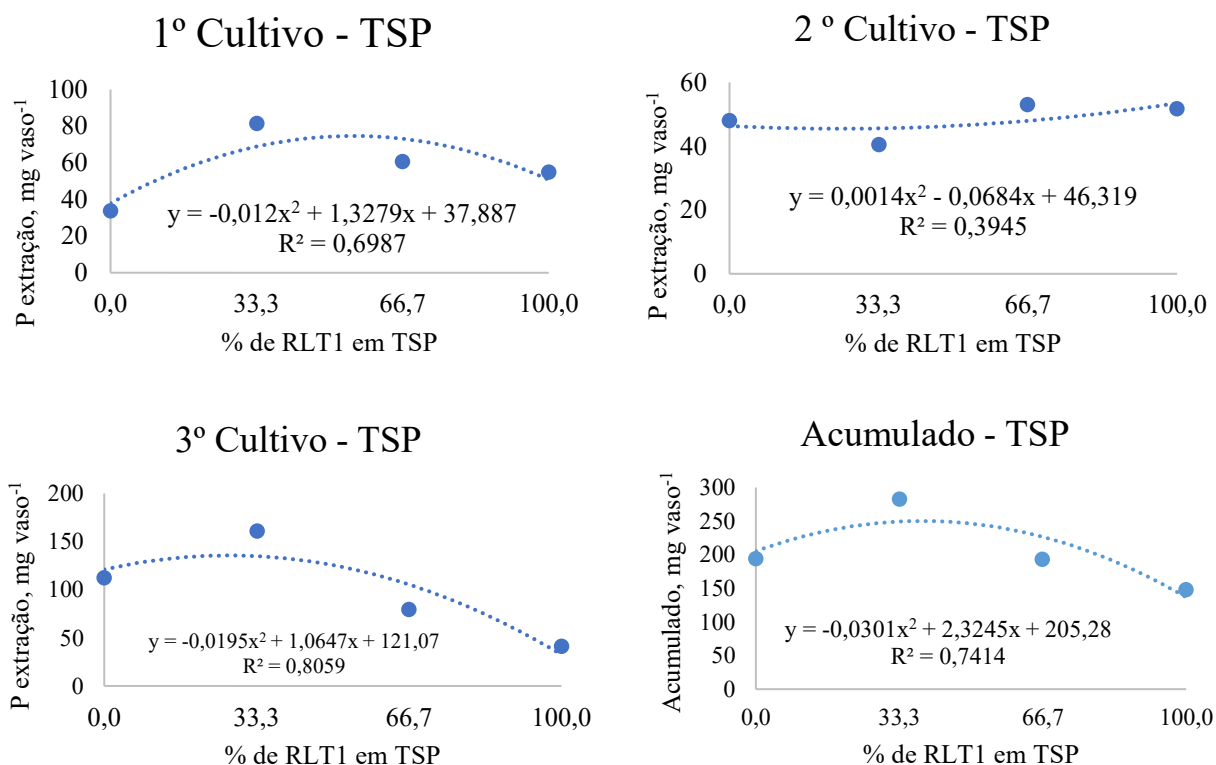 1º Cultivo - TSP
P extração, mg vaso⁻¹
100
80
60
40
20
0
y = -0,012x² + 1,3279x + 37,887
R² = 0,6987
0,0 33,3 66,7 100,0
% de RLT1 em TSP
2 º Cultivo - TSP
P extração, mg vaso⁻¹
60
40
20
0
y = 0,0014x² - 0,0684x + 46,319
R² = 0,3945
0,0 33,3 66,7 100,0
% de RLT1 em TSP
3º Cultivo - TSP
P extração, mg vaso⁻¹
200
150
100
50
0
y = -0,0195x² + 1,0647x + 121,07
R² = 0,8059
0,0 33,3 66,7 100,0
% de RLT1 em TSP
Acumulado - TSP
Acumulado, mg vaso⁻¹
300
250
200
150
100
50
0
y = -0,0301x² + 2,3245x + 205,28
R² = 0,7414
0,0 33,3 66,7 100,0
% de RLT1 em TSP